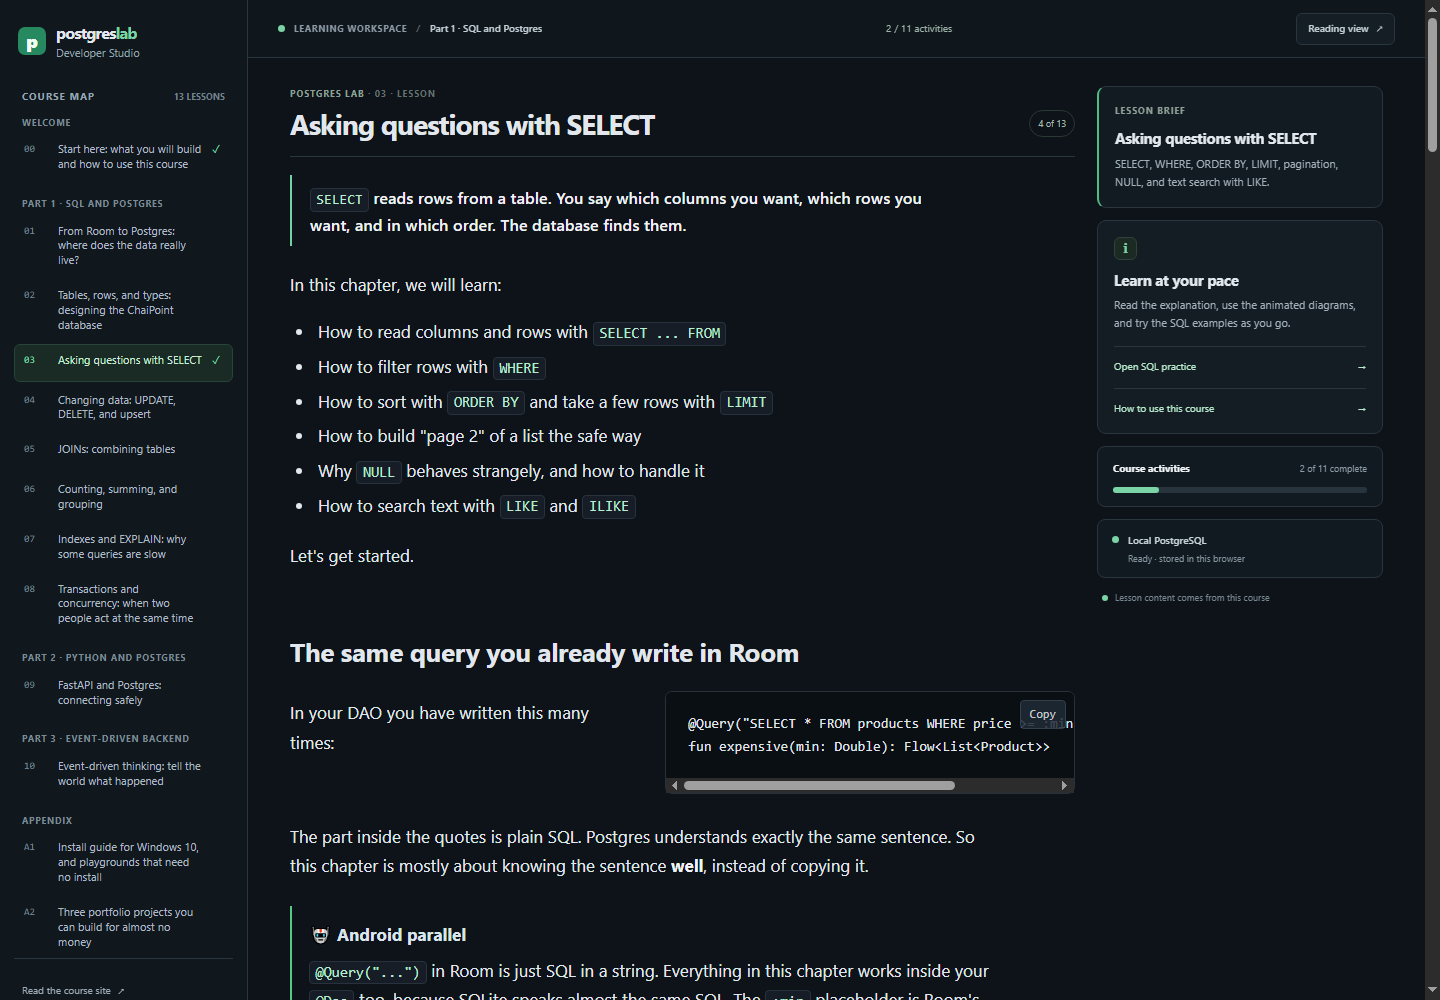 p
postgreslab
Developer Studio
COURSE MAP
13 LESSONS
WELCOME
00
Start here: what you will build ✓
and how to use this course
PART 1 · SQL AND POSTGRES
01
From Room to Postgres:
where does the data really
live?
02
Tables, rows, and types:
designing the ChaiPoint
database
03
Asking questions with SELECT ✓
04
Changing data: UPDATE,
DELETE, and upsert
05
JOINs: combining tables
06
Counting, summing, and
grouping
07
Indexes and EXPLAIN: why
some queries are slow
08
Transactions and
concurrency: when two
people act at the same time
PART 2 · PYTHON AND POSTGRES
09
FastAPI and Postgres:
connecting safely
PART 3 · EVENT-DRIVEN BACKEND
10
Event-driven thinking: tell the
world what happened
APPENDIX
A1
Install guide for Windows 10,
and playgrounds that need
no install
A2
Three portfolio projects you
can build for almost no
money
Read the course site ↗
LEARNING WORKSPACE / Part 1 · SQL and Postgres
2 / 11 activities
Reading view ↗
POSTGRES LAB · 03 · LESSON
Asking questions with SELECT
4 of 13
SELECT reads rows from a table. You say which columns you want, which rows you
want, and in which order. The database finds them.
In this chapter, we will learn:
• How to read columns and rows with SELECT ... FROM
• How to filter rows with WHERE
• How to sort with ORDER BY and take a few rows with LIMIT
• How to build "page 2" of a list the safe way
• Why NULL behaves strangely, and how to handle it
• How to search text with LIKE and ILIKE
Let's get started.
The same query you already write in Room
In your DAO you have written this many
times:
Copy
@Query("SELECT * FROM products WHERE price >= :min
fun expensive(min: Double): Flow<List<Product>>
The part inside the quotes is plain SQL. Postgres understands exactly the same sentence. So
this chapter is mostly about knowing the sentence well, instead of copying it.
Android parallel
@Query("...") in Room is just SQL in a string. Everything in this chapter works inside your
@Dao too, because SQLite speaks almost the same SQL. The :min placeholder is Room's
LESSON BRIEF
Asking questions with SELECT
SELECT, WHERE, ORDER BY, LIMIT, pagination,
NULL, and text search with LIKE.
i
Learn at your pace
Read the explanation, use the animated diagrams,
and try the SQL examples as you go.
Open SQL practice →
How to use this course →
Course activities
2 of 11 complete
Local PostgreSQL
Ready · stored in this browser
Lesson content comes from this course